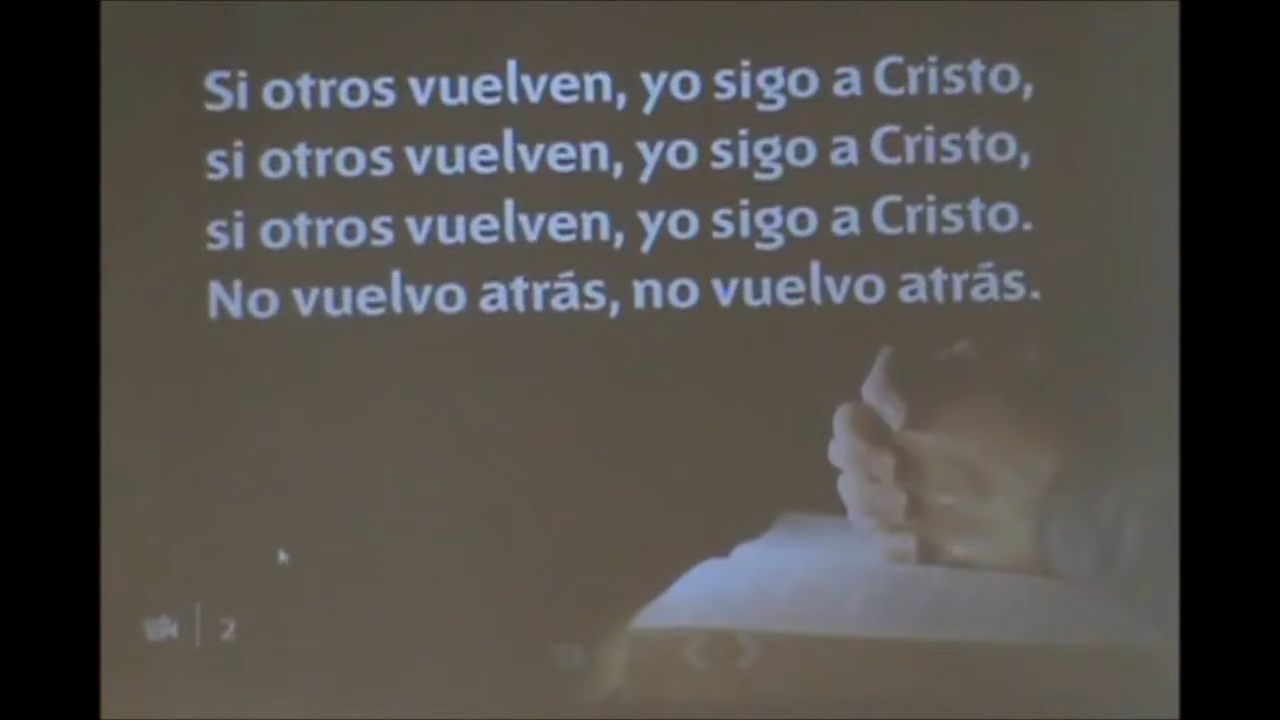 Si otros vuelven, yo sigo a Cristo,
si otros vuelven, yo sigo a Cristo,
si otros vuelven, yo sigo a Cristo.
No vuelvo atrás, no vuelvo atrás.
2